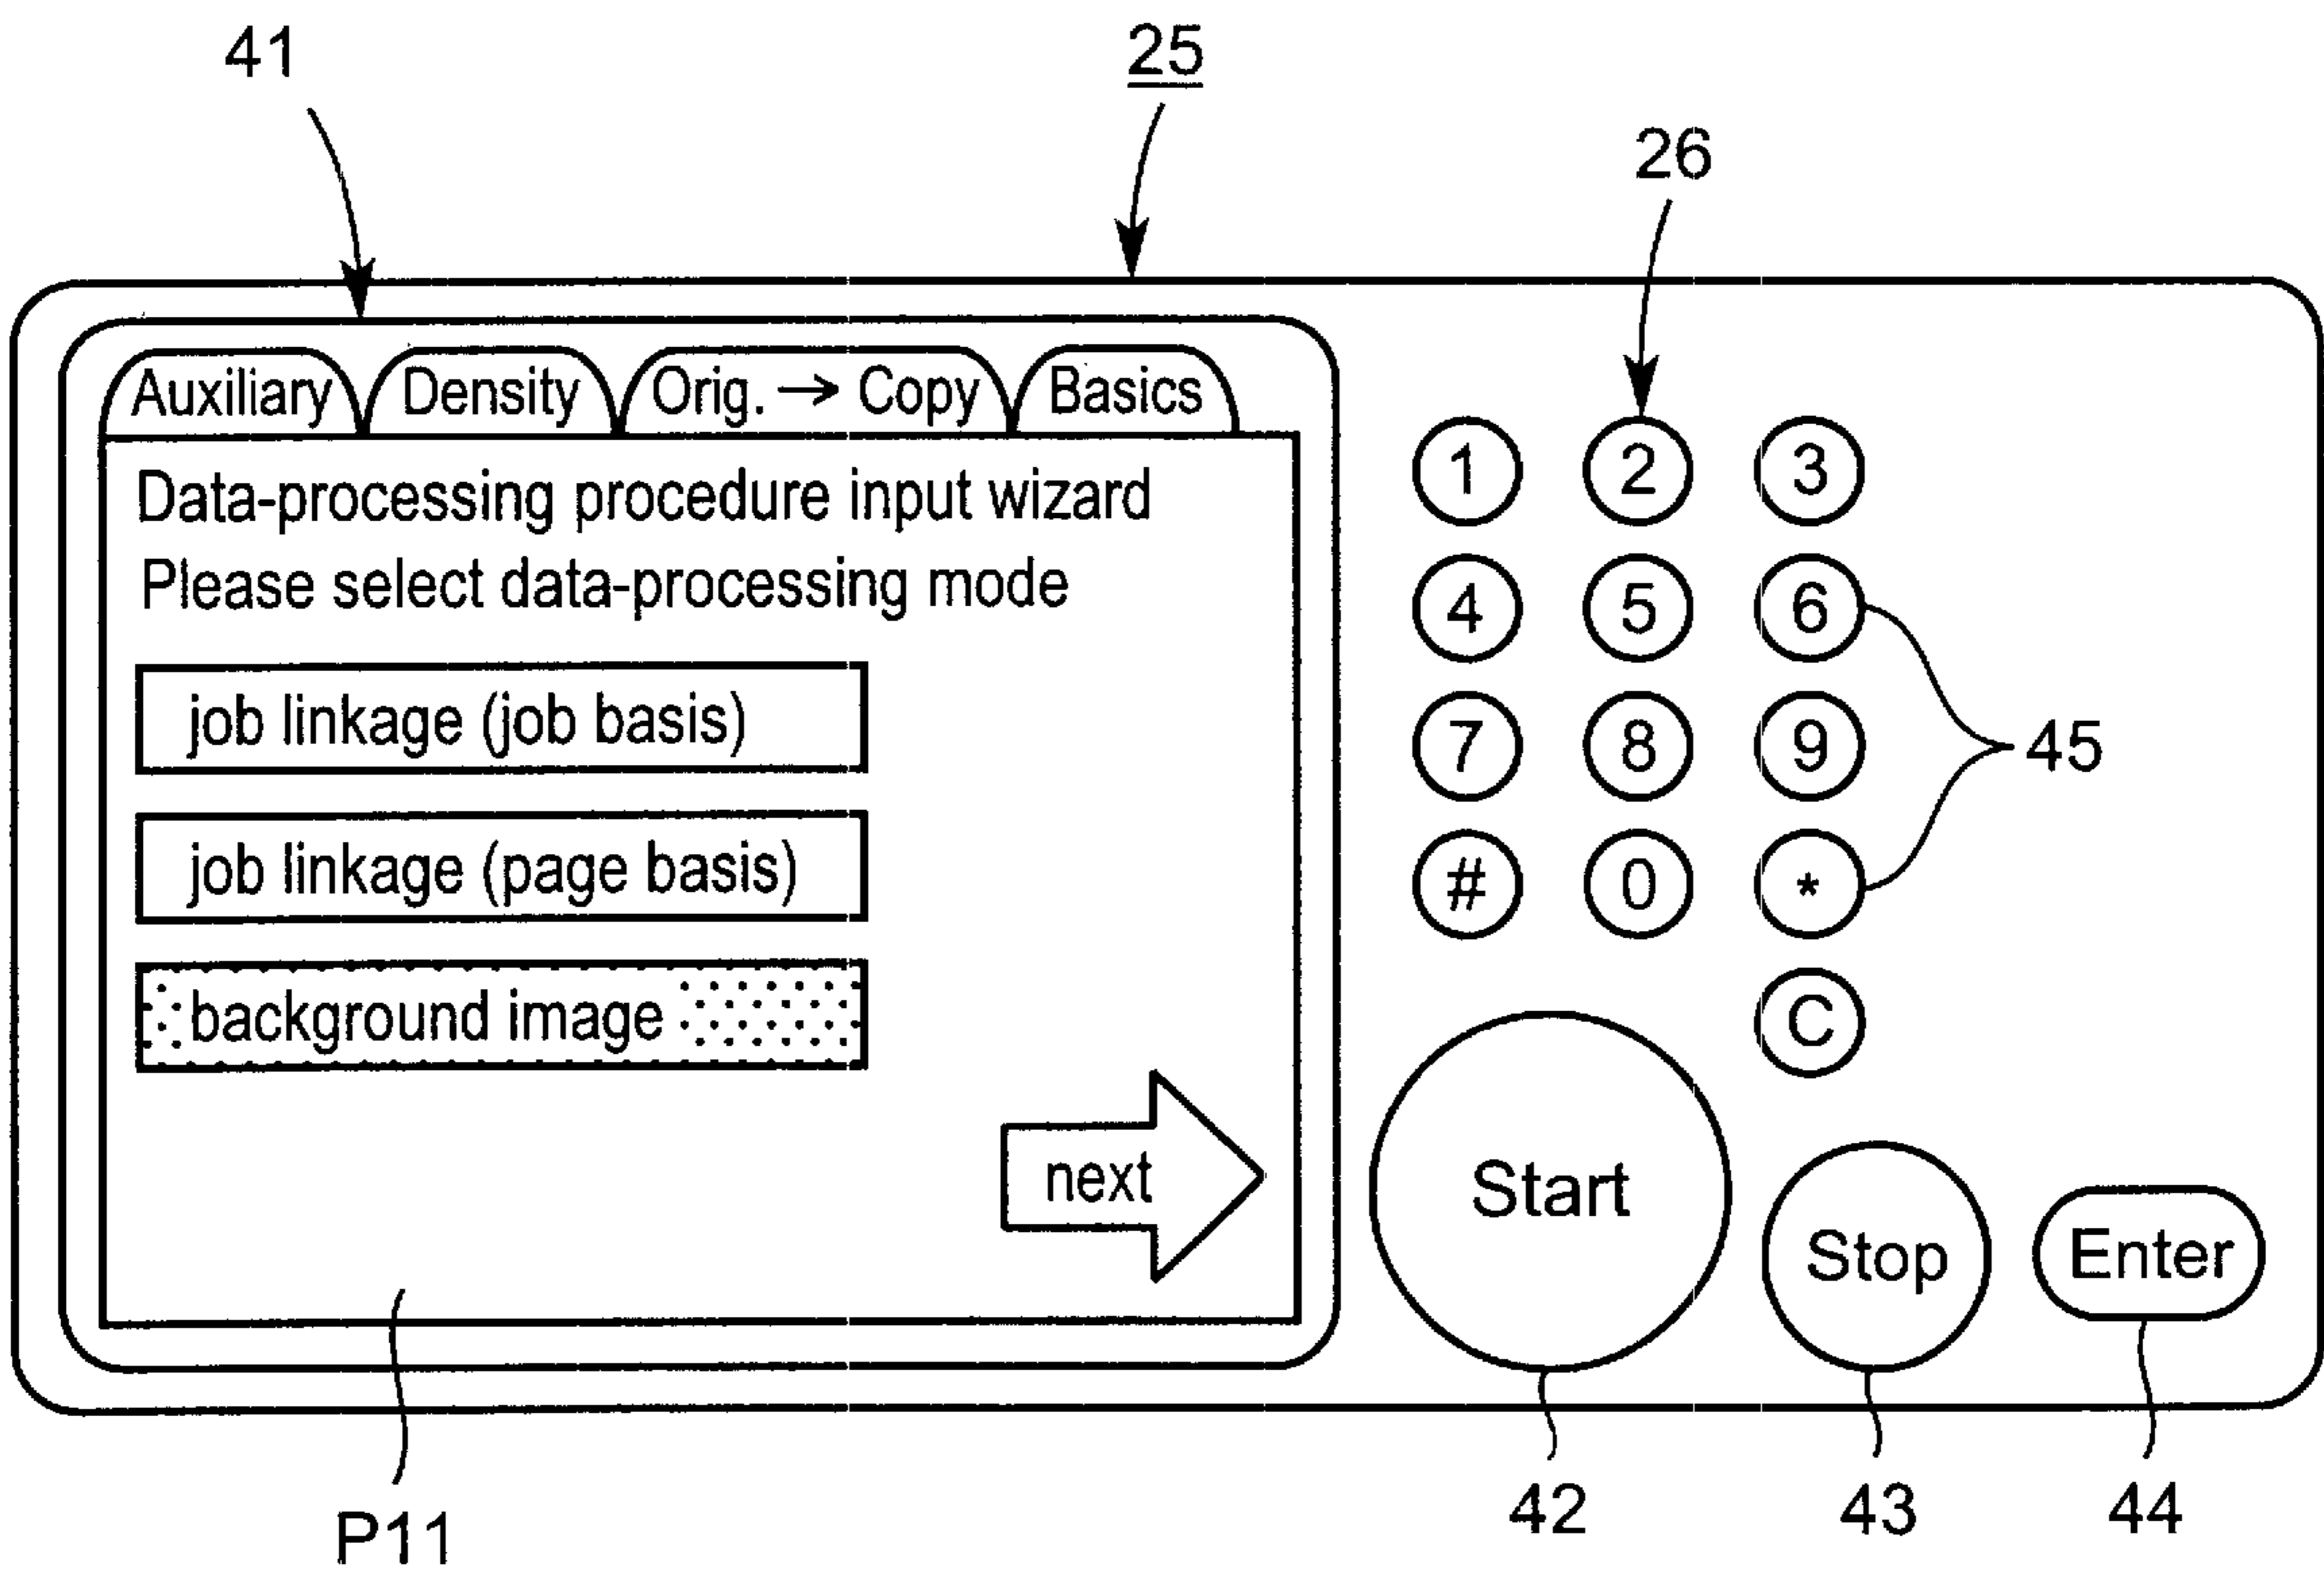 41
25
26
Auxiliary Density Orig. → Copy Basics
Data-processing procedure input wizard
Please select data-processing mode
job linkage (job basis)
job linkage (page basis)
background image
next
1 2 3
4 5 6
7 8 9
# 0 *
C
45
Start
Stop
Enter
P11
42
43
44